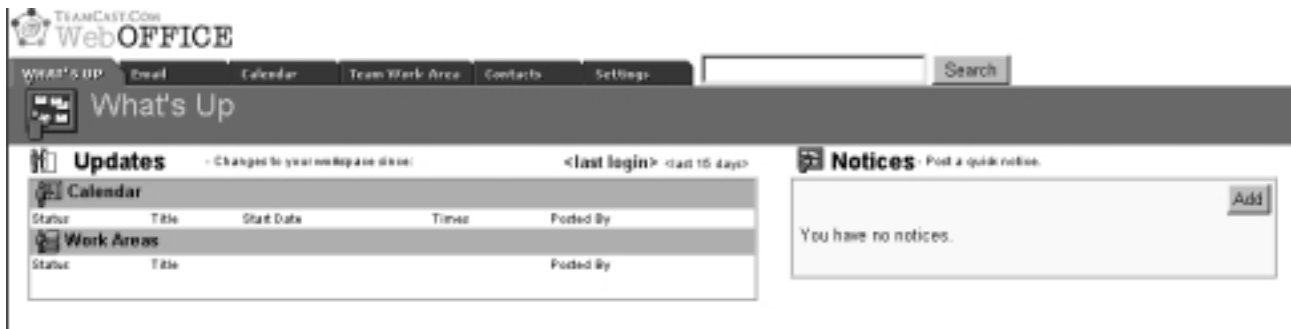 TEAMCAST.COM
WebOFFICE
WHAT'S UP Email Calendar Team Work Area Contacts Settings Search
What's Up
Updates - Changes to your workspace since: <last login> <last 15 days>
Notices - Post a quick notice.
Calendar
Add
Status Title Start Date Times Posted By
You have no notices.
Work Areas
Status Title Posted By